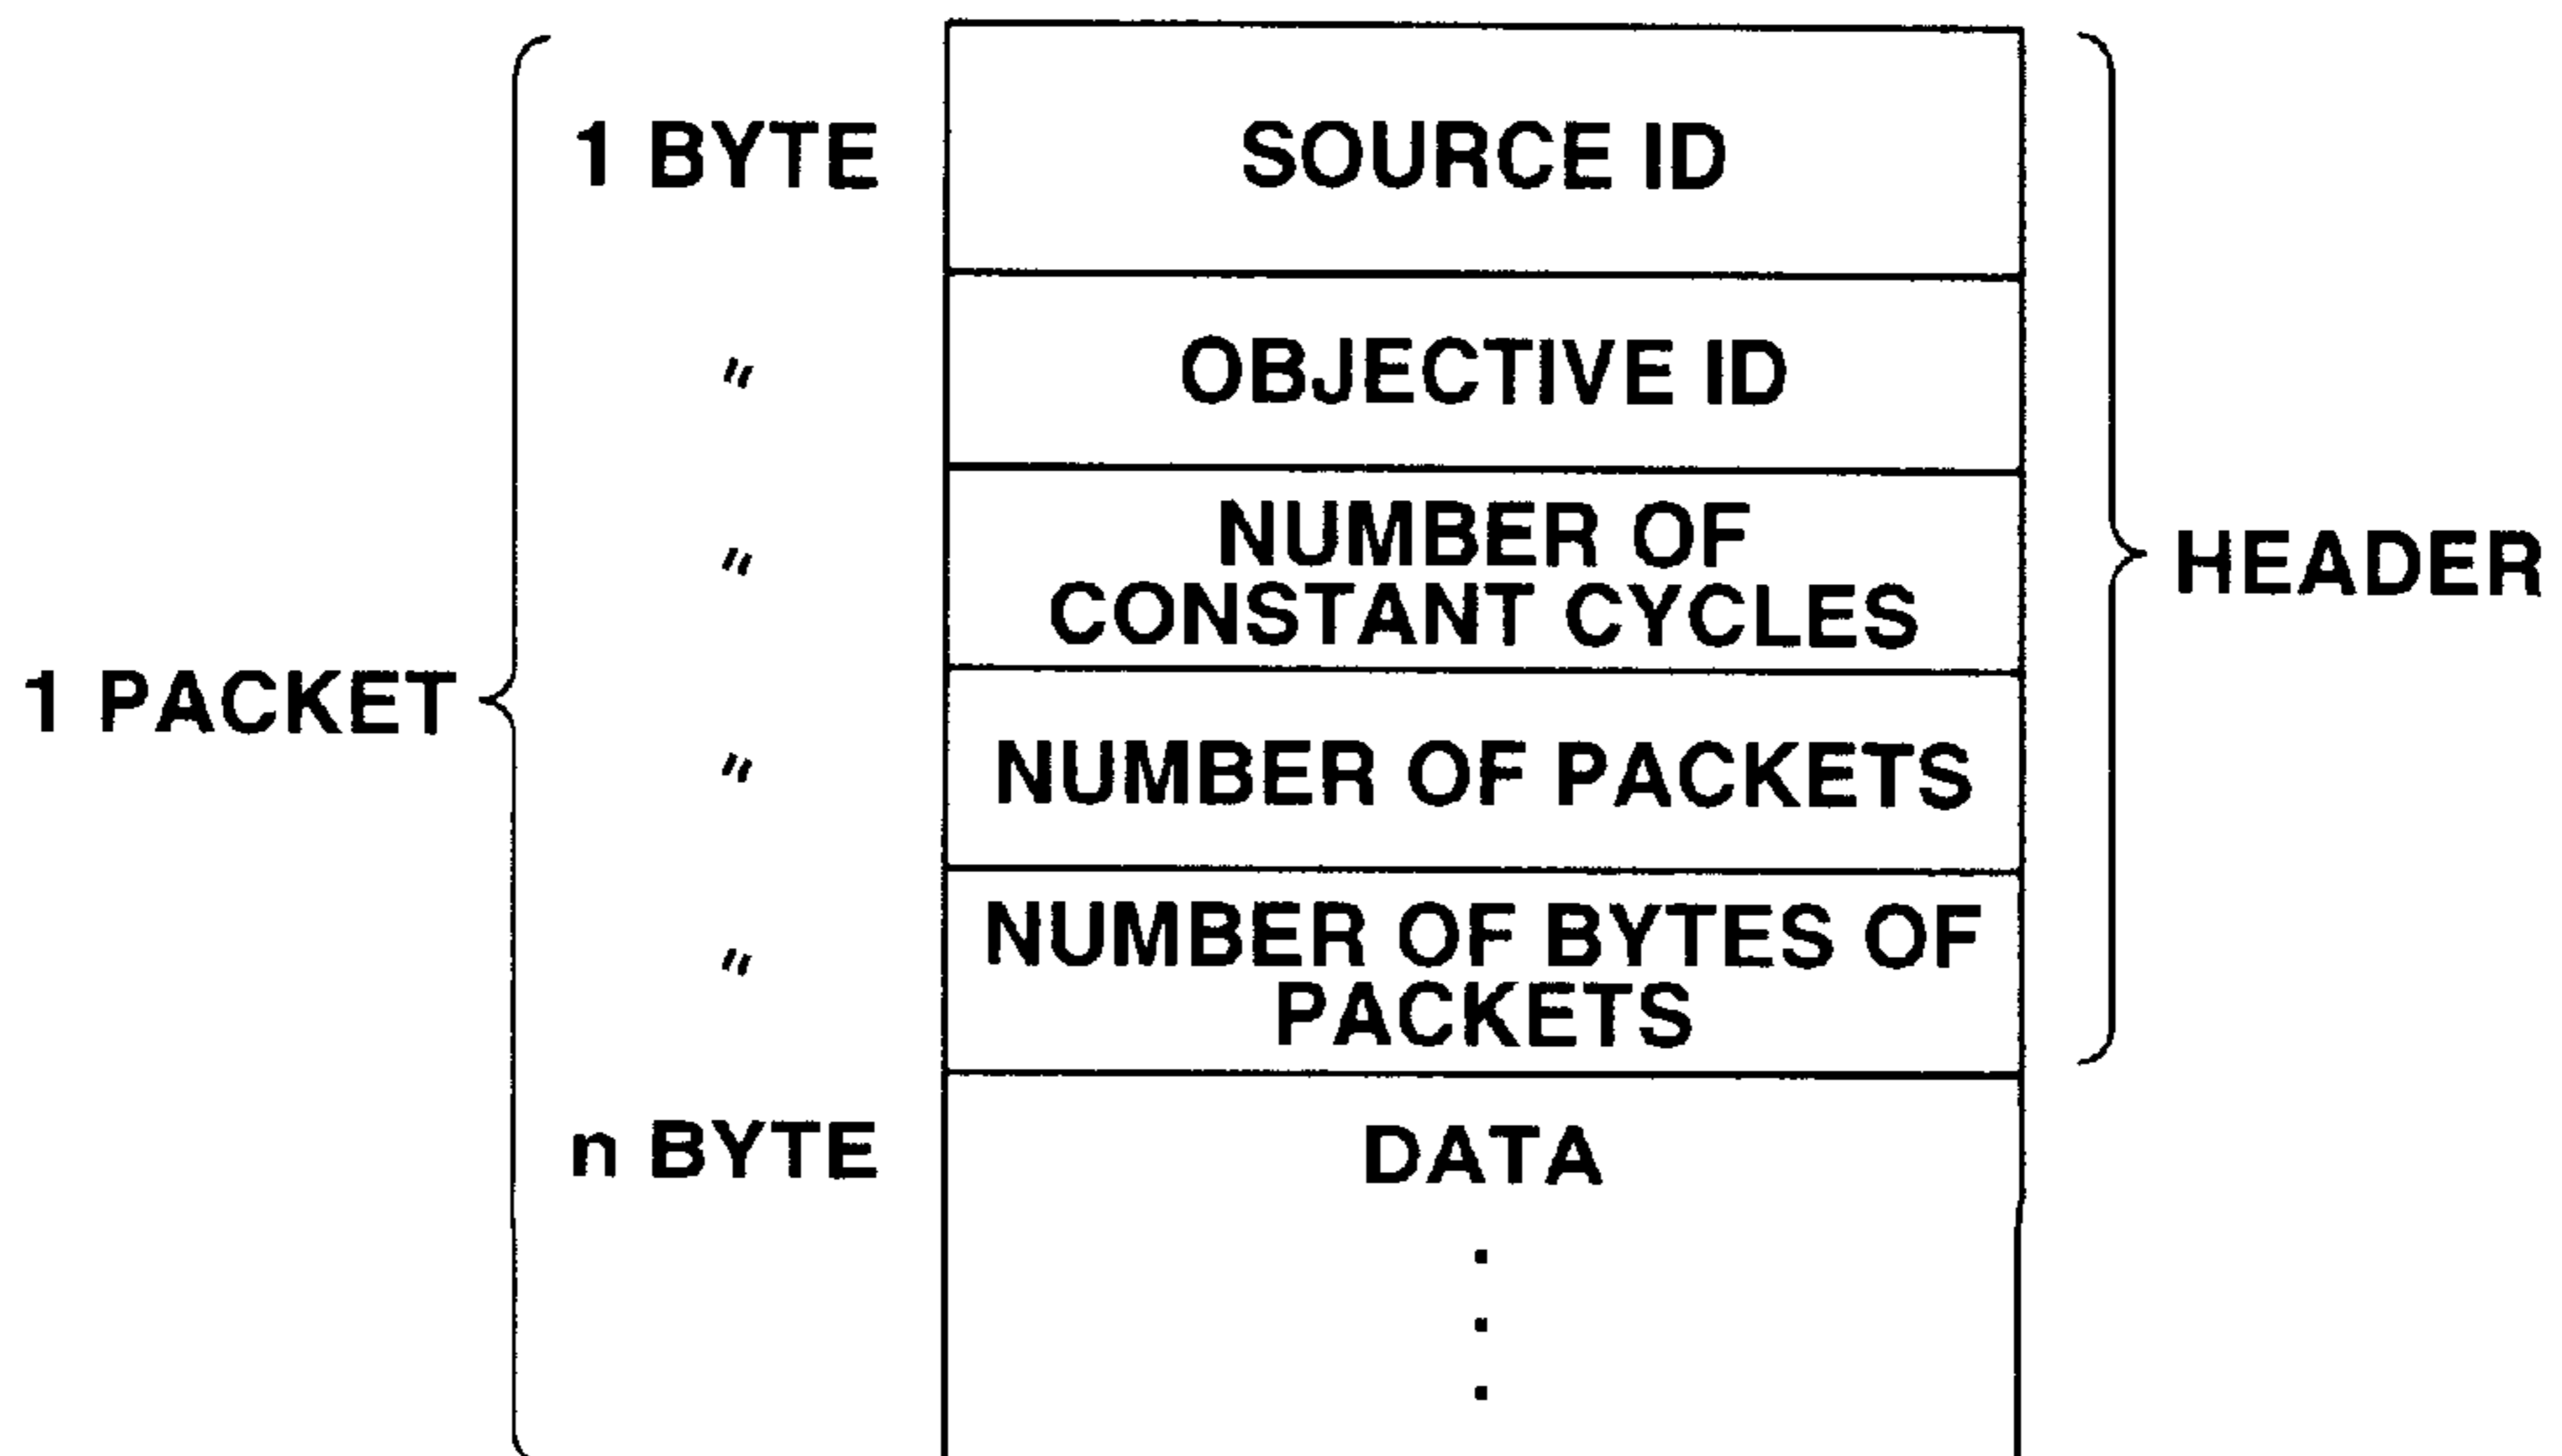 1 BYTE SOURCE ID
" OBJECTIVE ID
" NUMBER OF
CONSTANT CYCLES
HEADER
1 PACKET
" NUMBER OF PACKETS
" NUMBER OF BYTES OF
PACKETS
n BYTE DATA
.
.
.